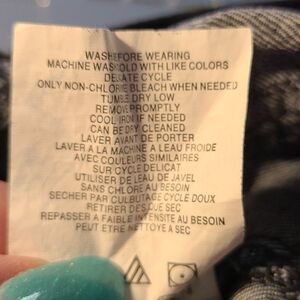 WASH BEFORE WEARING
MACHINE WASH COLD WITH LIKE COLORS
DELICATE CYCLE
ONLY NON-CHLORINE BLEACH WHEN NEEDED
TUMBLE DRY LOW
REMOVE PROMPTLY
COOL IRON IF NEEDED
CAN BE DRY CLEANED
LAVER AVANT DE PORTER
LAVER A LA MACHINE A L'EAU FROIDE
AVEC COULEURS SIMILAIRES
SUR CYCLE DELICAT
UTILISER DE L'EAU DE JAVEL
SANS CHLORE AU BESOIN
SECHER PAR CULBUTAGE CYCLE DOUX
RETIRER DES QUE SEC
REPASSER A FAIBLE INTENSITE AU BESOIN
PEUT ETRE NETTOYE A SEC